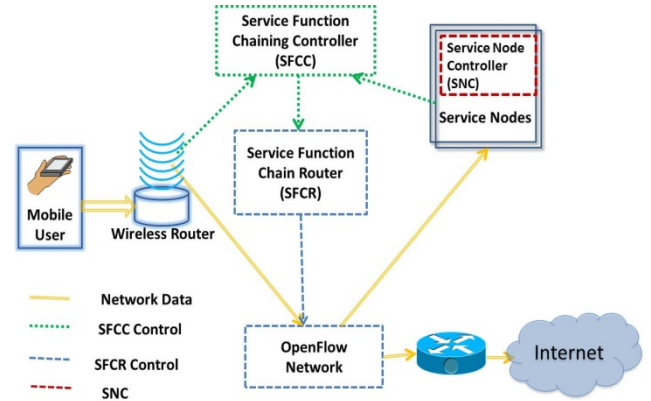 Service Function
Chaining Controller
(SFCC)
Service Node
Controller
(SNC)
Service Nodes
Service Function
Chain Router
(SFCR)
Mobile
User
Wireless Router
Network Data
SFCC Control
SFCR Control
SNC
OpenFlow
Network
Internet